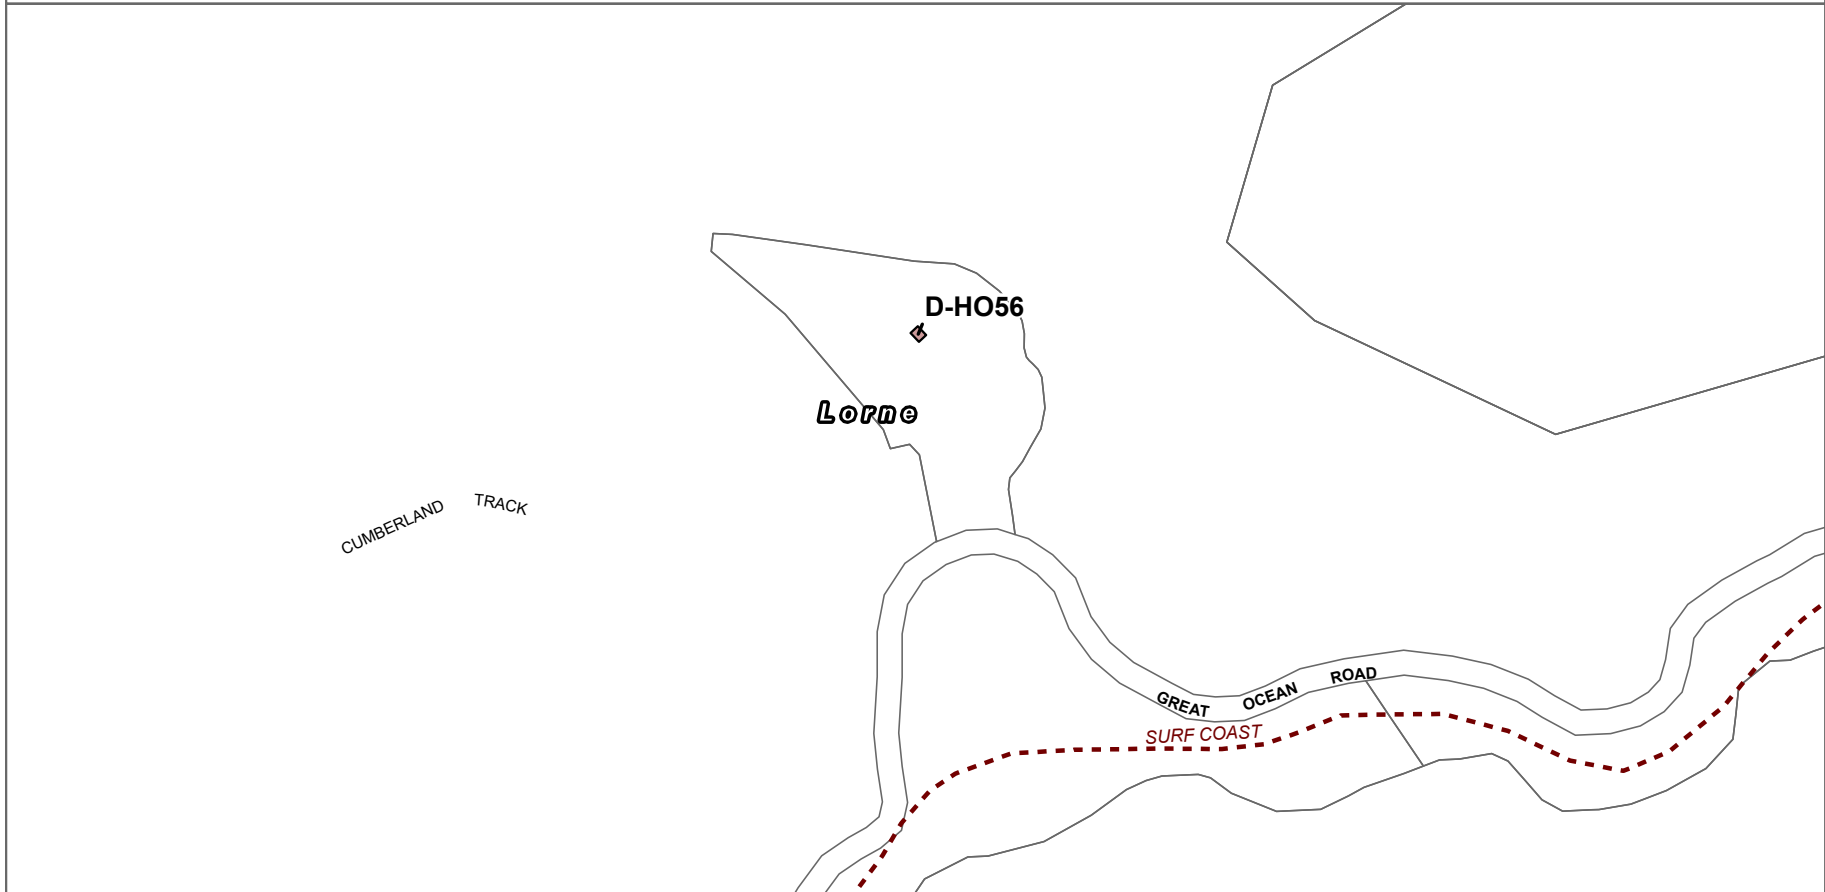 D-HO56
Lorne
CUMBERLAND TRACK
GREAT OCEAN ROAD
SURF COAST